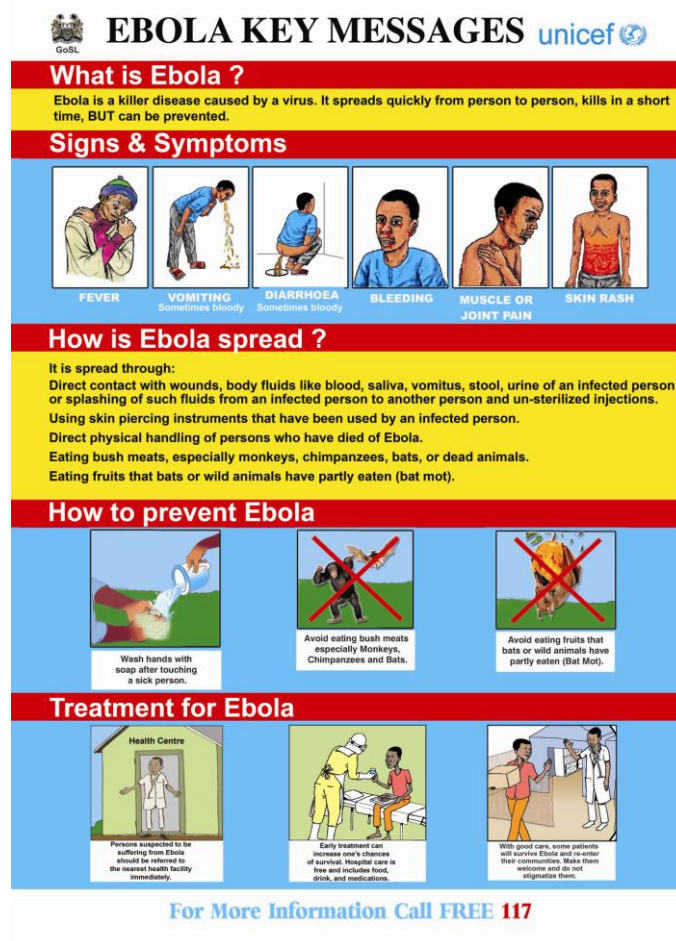 GoSL
EBOLA KEY MESSAGES
unicef
What is Ebola ?
Ebola is a killer disease caused by a virus. It spreads quickly from person to person, kills in a short
time, BUT can be prevented.
Signs & Symptoms
FEVER
VOMITING
Sometimes bloody
DIARRHOEA
Sometimes bloody
BLEEDING
MUSCLE OR
JOINT PAIN
SKIN RASH
How is Ebola spread ?
It is spread through:
Direct contact with wounds, body fluids like blood, saliva, vomitus, stool, urine of an infected person
or splashing of such fluids from an infected person to another person and un-sterilized injections.
Using skin piercing instruments that have been used by an infected person.
Direct physical handling of persons who have died of Ebola.
Eating bush meats, especially monkeys, chimpanzees, bats, or dead animals.
Eating fruits that bats or wild animals have partly eaten (bat mot).
How to prevent Ebola
Wash hands with
soap after touching
a sick person.
Avoid eating bush meats
especially Monkeys,
Chimpanzees and Bats.
Avoid eating fruits that
bats or wild animals have
partly eaten (Bat Mot).
Treatment for Ebola
Health Centre
Persons suspected to be
suffering from Ebola
should be referred to
the nearest health facility
immediately.
Early treatment can
increase one's chances
of survival. Hospital care is
free and includes food,
drink, and medications.
With good care, some patients
will survive Ebola and re-enter
their communities. Make them
welcome and do not
stigmatize them.
For More Information Call FREE 117